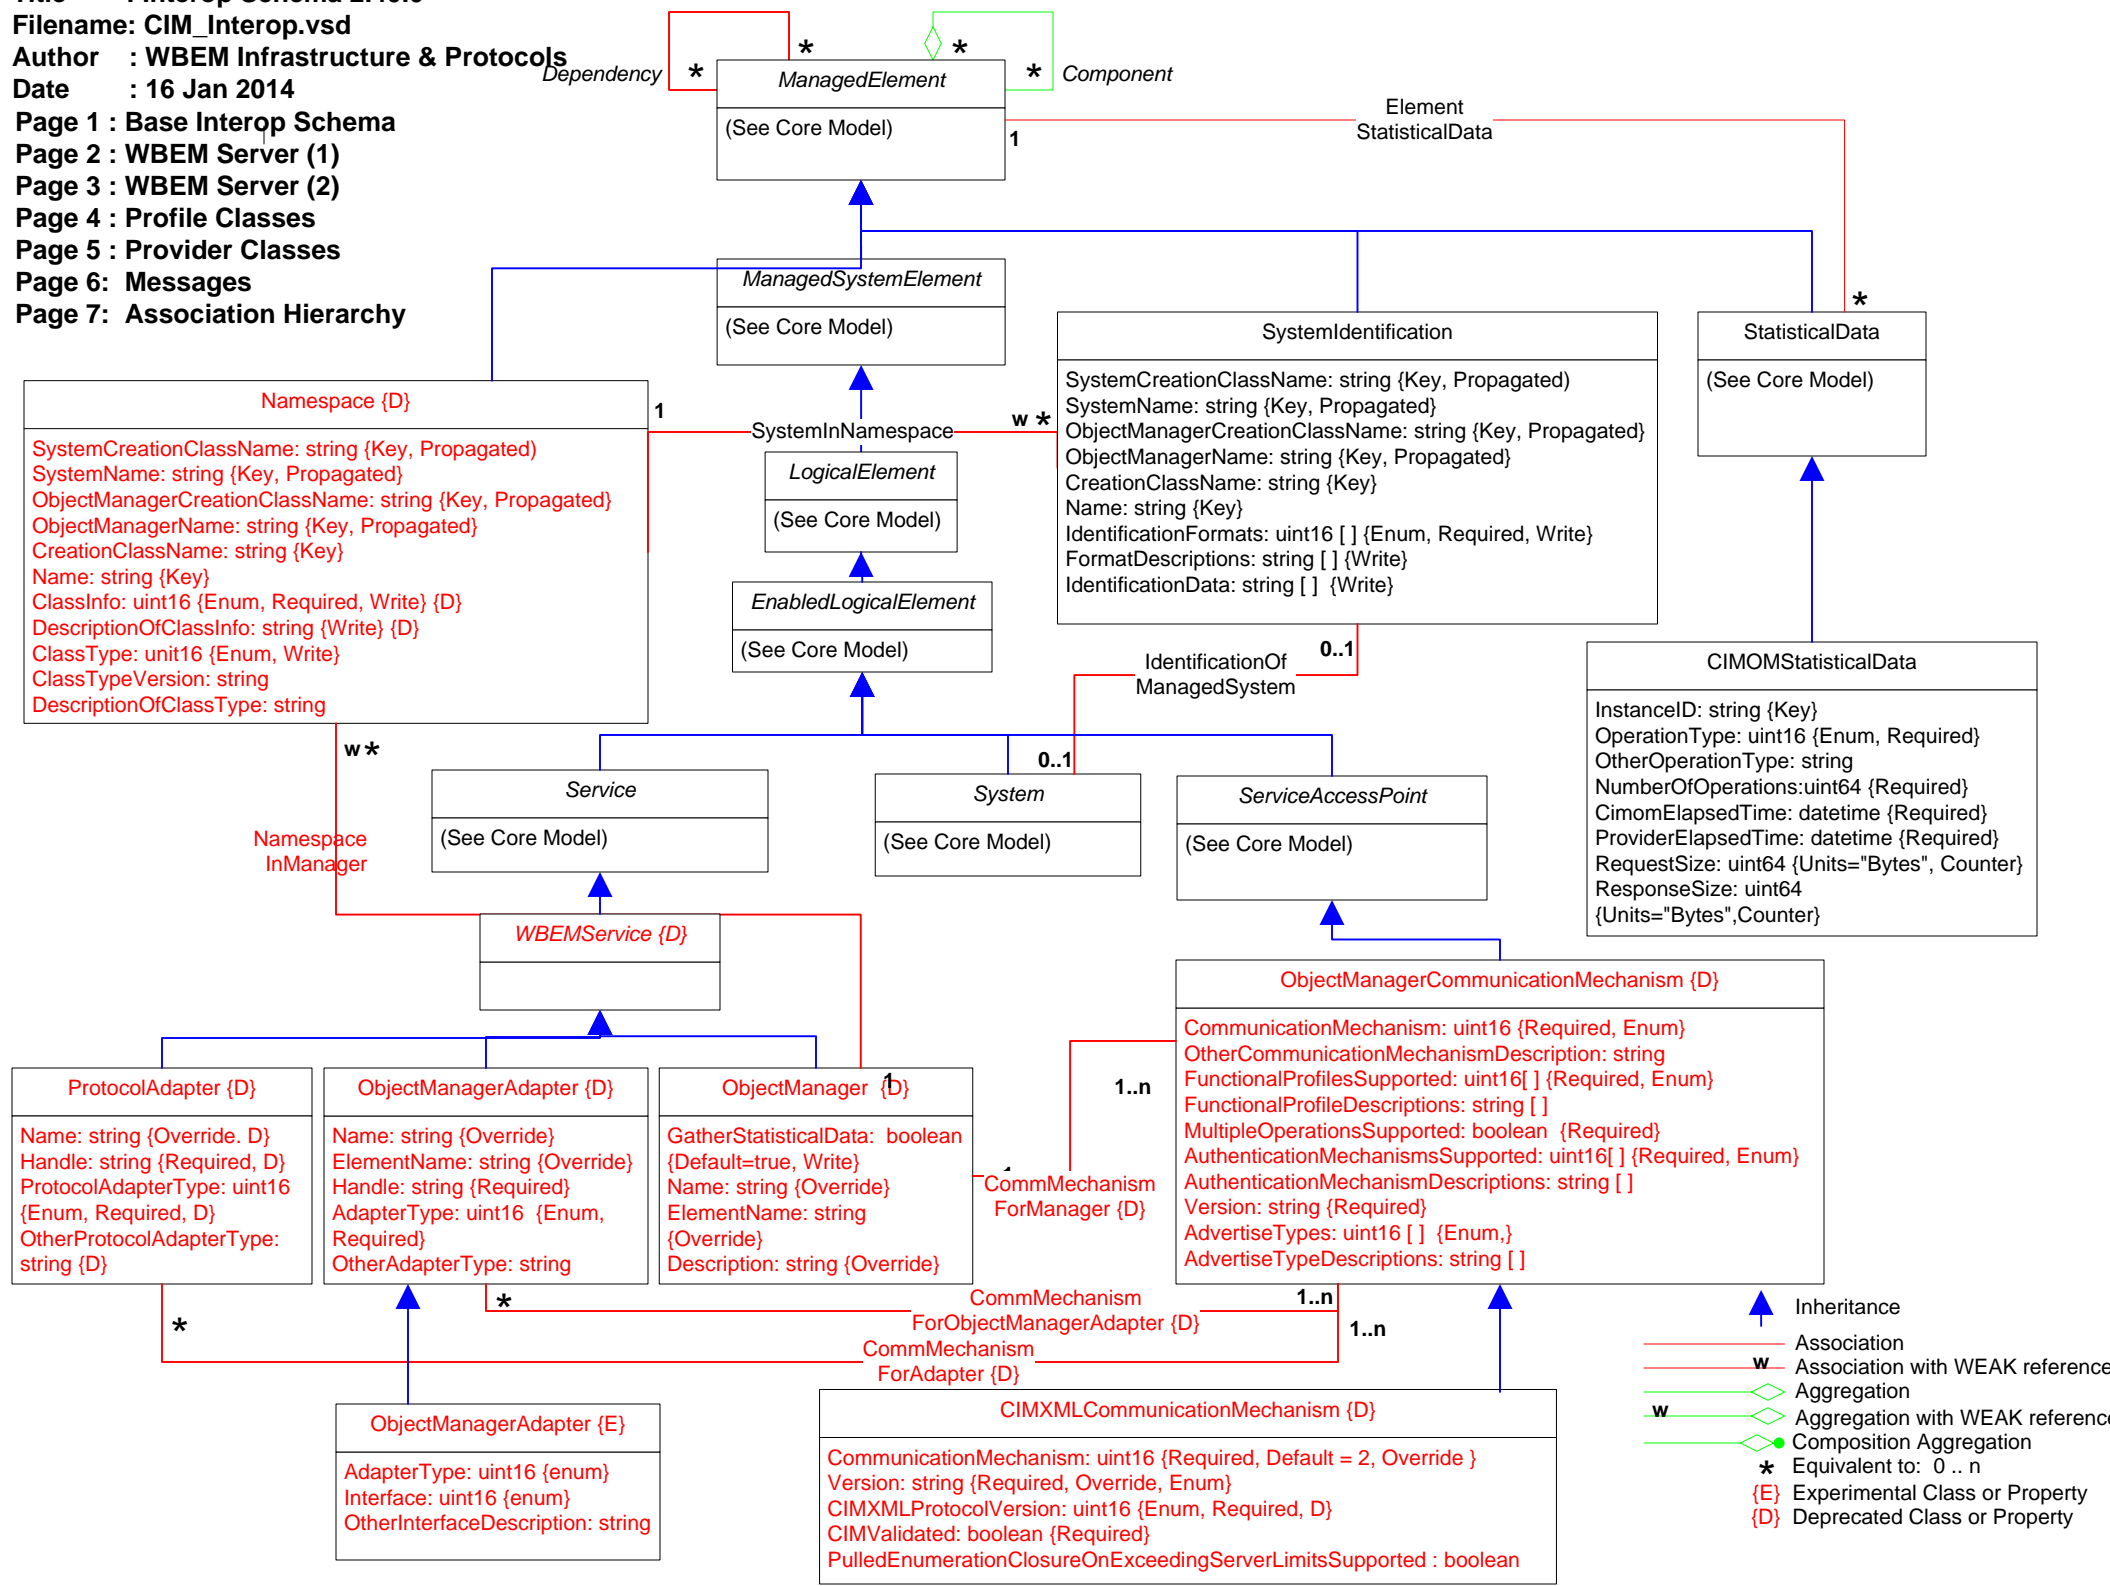 Filename: CIM_Interop.vsd
Author : WBEM Infrastructure & Protocols
Date : 16 Jan 2014
Page 1 : Base Interop Schema
Page 2 : WBEM Server (1)
Page 3 : WBEM Server (2)
Page 4 : Profile Classes
Page 5 : Provider Classes
Page 6: Messages
Page 7: Association Hierarchy
Dependency
*
*
*
*
Component
ManagedElement
(See Core Model)
1
Element
StatisticalData
*
ManagedSystemElement
(See Core Model)
SystemIdentification
SystemCreationClassName: string {Key, Propagated)
SystemName: string {Key, Propagated}
ObjectManagerCreationClassName: string {Key, Propagated}
ObjectManagerName: string {Key, Propagated}
CreationClassName: string {Key}
Name: string {Key}
IdentificationFormats: uint16 [ ] {Enum, Required, Write}
FormatDescriptions: string [ ] {Write}
IdentificationData: string [ ] {Write}
StatisticalData
(See Core Model)
Namespace {D}
SystemCreationClassName: string {Key, Propagated)
SystemName: string {Key, Propagated}
ObjectManagerCreationClassName: string {Key, Propagated}
ObjectManagerName: string {Key, Propagated}
CreationClassName: string {Key}
Name: string {Key}
ClassInfo: uint16 {Enum, Required, Write} {D}
DescriptionOfClassInfo: string {Write} {D}
ClassType: unit16 {Enum, Write}
ClassTypeVersion: string
DescriptionOfClassType: string
1
SystemInNamespace
w *
LogicalElement
(See Core Model)
EnabledLogicalElement
(See Core Model)
IdentificationOf
ManagedSystem
0..1
0..1
CIMOMStatisticalData
InstanceID: string {Key}
OperationType: uint16 {Enum, Required}
OtherOperationType: string
NumberOfOperations:uint64 {Required}
CimomElapsedTime: datetime {Required}
ProviderElapsedTime: datetime {Required}
RequestSize: uint64 {Units="Bytes", Counter}
ResponseSize: uint64
{Units="Bytes",Counter}
w *
Namespace
InManager
Service
(See Core Model)
System
(See Core Model)
ServiceAccessPoint
(See Core Model)
WBEMService {D}
ObjectManagerCommunicationMechanism {D}
CommunicationMechanism: uint16 {Required, Enum}
OtherCommunicationMechanismDescription: string
FunctionalProfilesSupported: uint16[ ] {Required, Enum}
FunctionalProfileDescriptions: string [ ]
MultipleOperationsSupported: boolean {Required}
AuthenticationMechanismsSupported: uint16[ ] {Required, Enum}
AuthenticationMechanismDescriptions: string [ ]
Version: string {Required}
AdvertiseTypes: uint16 [ ] {Enum,}
AdvertiseTypeDescriptions: string [ ]
ProtocolAdapter {D}
Name: string {Override. D}
Handle: string {Required, D}
ProtocolAdapterType: uint16
{Enum, Required, D}
OtherProtocolAdapterType:
string {D}
ObjectManagerAdapter {D}
Name: string {Override}
ElementName: string {Override}
Handle: string {Required}
AdapterType: uint16 {Enum,
Required}
OtherAdapterType: string
1
ObjectManager {D}
GatherStatisticalData: boolean
{Default=true, Write}
Name: string {Override}
ElementName: string
{Override}
Description: string {Override}
1..n
CommMechanism
ForManager {D}
*
*
CommMechanism
ForObjectManagerAdapter {D}
1..n
CommMechanism
ForAdapter {D}
1..n
ObjectManagerAdapter {E}
AdapterType: uint16 {enum}
Interface: uint16 {enum}
OtherInterfaceDescription: string
CIMXMLCommunicationMechanism {D}
CommunicationMechanism: uint16 {Required, Default = 2, Override }
Version: string {Required, Override, Enum}
CIMXMLProtocolVersion: uint16 {Enum, Required, D}
CIMValidated: boolean {Required}
PulledEnumerationClosureOnExceedingServerLimitsSupported : boolean
Inheritance
Association
w Association with WEAK reference
Aggregation
w Aggregation with WEAK reference
Composition Aggregation
* Equivalent to: 0 .. n
{E} Experimental Class or Property
{D} Deprecated Class or Property